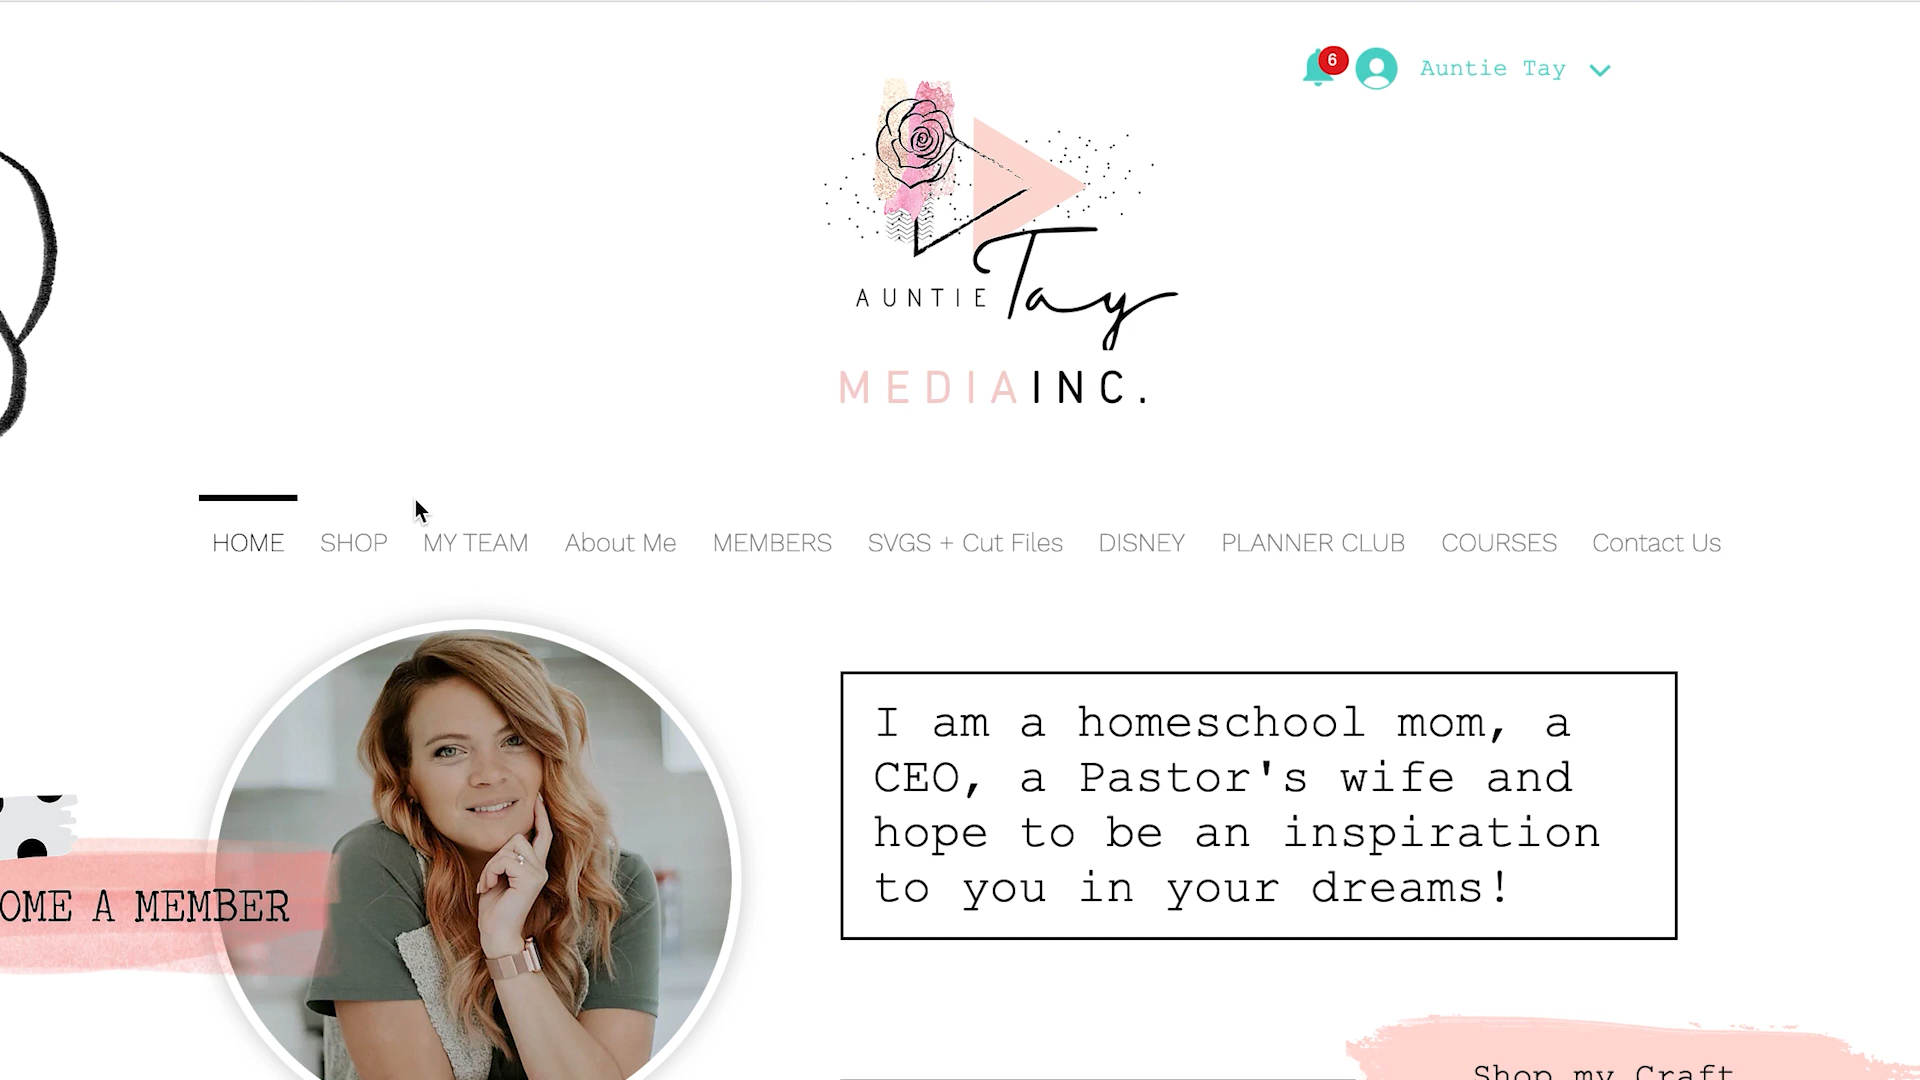 6
Auntie Tay
AUNTIE Tay
MEDIAINC.
HOME SHOP MY TEAM About Me MEMBERS SVGS + Cut Files DISNEY PLANNER CLUB COURSES Contact Us
I am a homeschool mom, a
CEO, a Pastor's wife and
hope to be an inspiration
to you in your dreams!
OME A MEMBER
Shop my Craft